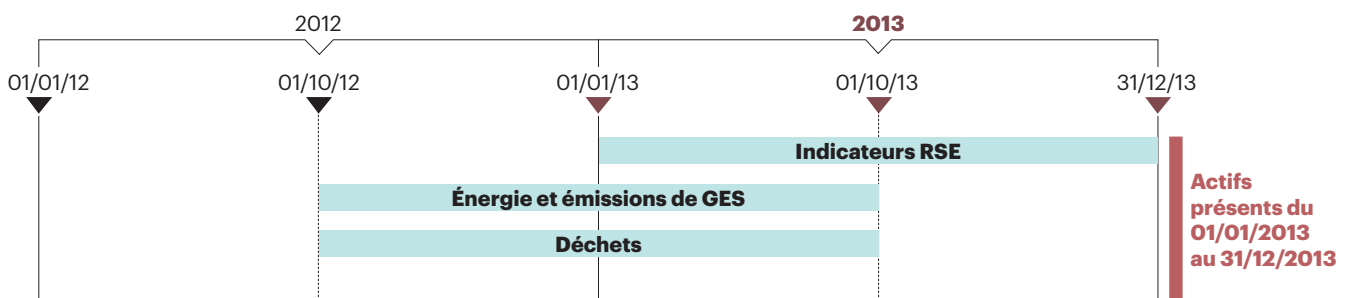 2012
2013
01/01/12
01/10/12
01/01/13
01/10/13
31/12/13
Indicateurs RSE
Énergie et émissions de GES
Déchets
Actifs
présents du
01/01/2013
au 31/12/2013